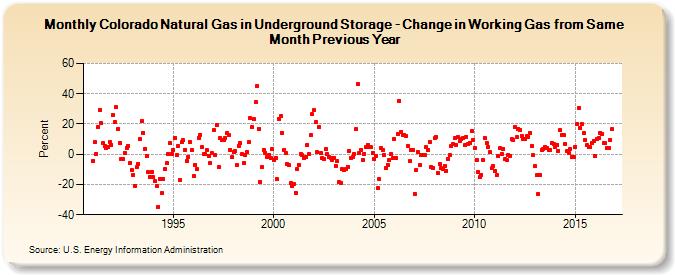 Monthly Colorado Natural Gas in Underground Storage - Change in Working Gas from Same
Month Previous Year
Percent
60
40
20
0
-20
-40
1995
2000
2005
2010
2015
Source: U.S. Energy Information Administration